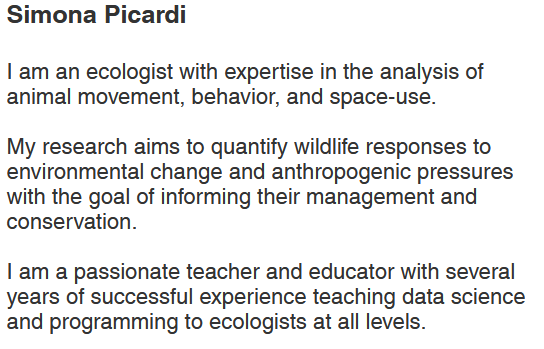 Simona Picardi
I am an ecologist with expertise in the analysis of
animal movement, behavior, and space-use.
My research aims to quantify wildlife responses to
environmental change and anthropogenic pressures
with the goal of informing their management and
conservation.
I am a passionate teacher and educator with several
years of successful experience teaching data science
and programming to ecologists at all levels.